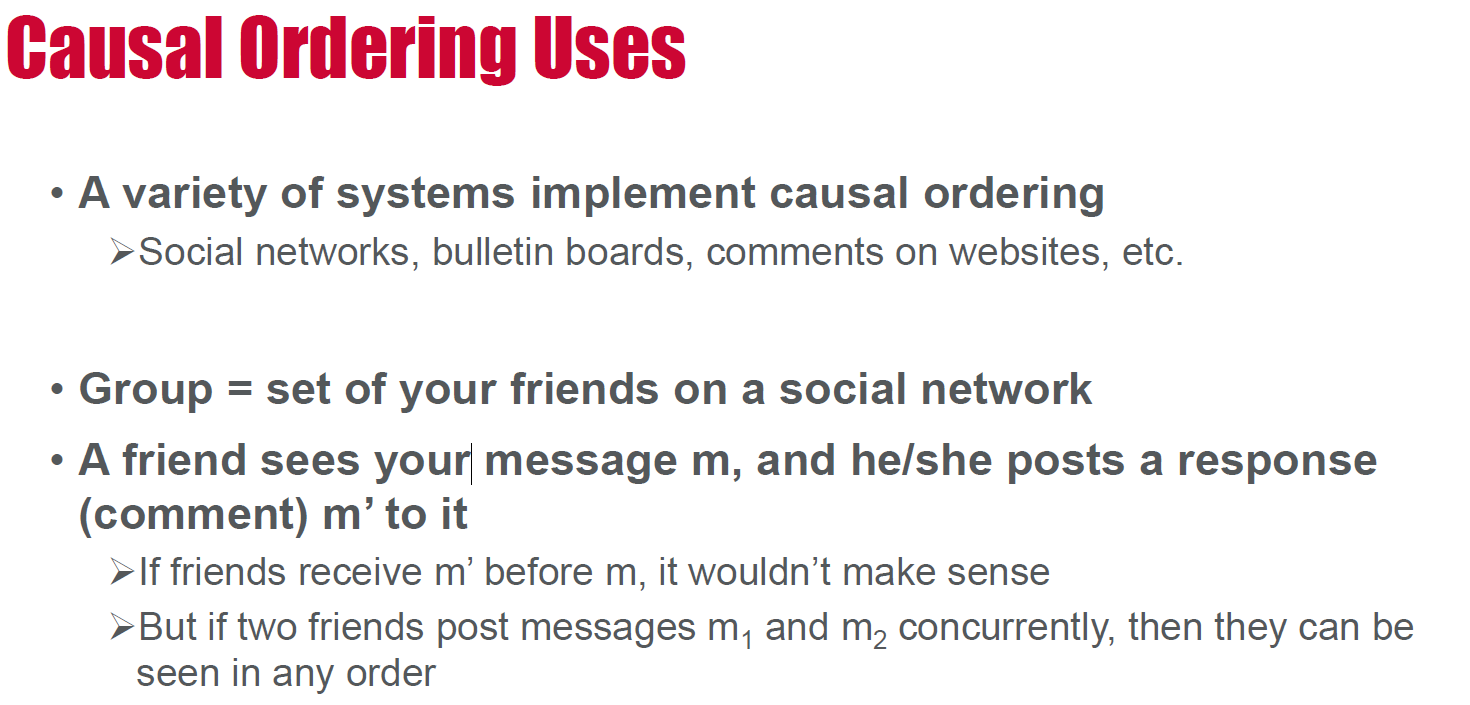 Causal Ordering Uses
• A variety of systems implement causal ordering
➢Social networks, bulletin boards, comments on websites, etc.
• Group = set of your friends on a social network
• A friend sees your message m, and he/she posts a response
(comment) m’ to it
➢If friends receive m’ before m, it wouldn’t make sense
➢But if two friends post messages m₁ and m₂ concurrently, then they can be
seen in any order